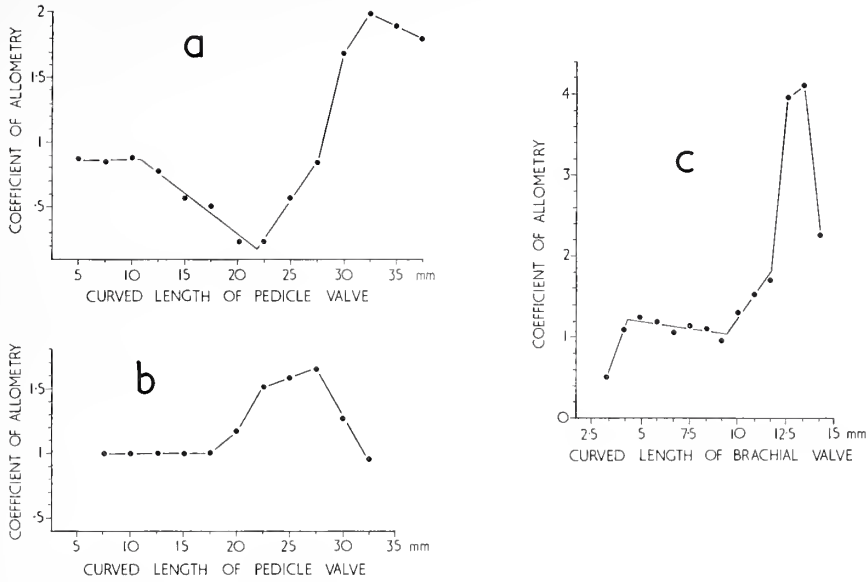 a
COEFFICIENT OF ALLOMETRY
2
1·5
1
·5
5 10 15 20 25 30 35 mm
CURVED LENGTH OF PEDICLE VALVE
b
COEFFICIENT OF ALLOMETRY
1·5
1
·5
5 10 15 20 25 30 35 mm
CURVED LENGTH OF PEDICLE VALVE
c
COEFFICIENT OF ALLOMETRY
4
3
2
1
0
2·5 5 7·5 10 12·5 15 mm
CURVED LENGTH OF BRACHIAL VALVE